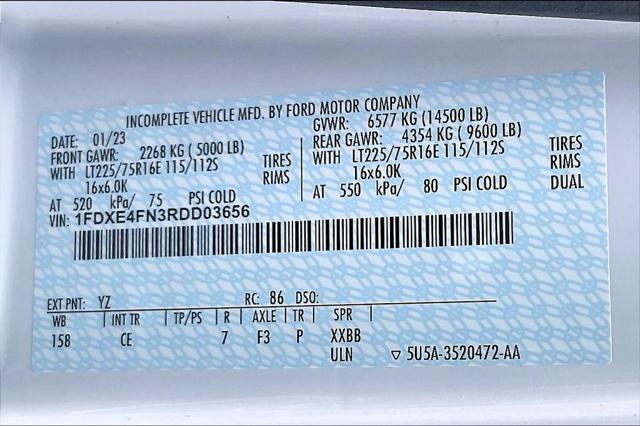 INCOMPLETE VEHICLE MFD. BY FORD MOTOR COMPANY
DATE: 01/23 GVWR: 6577 KG (14500 LB)
FRONT GAWR: 2268 KG ( 5000 LB) REAR GAWR: 4354 KG ( 9600 LB)
WITH LT225/75R16E 115/112S TIRES WITH LT225/75R16E 115/112S TIRES
16x6.0K RIMS 16x6.0K RIMS
AT 520 kPa/ 75 PSI COLD AT 550 kPa/ 80 PSI COLD DUAL
VIN: 1FDXE4FN3RDD03656
EXT PNT: YZ RC: 86 DSO:
WB | INT TR | TP/PS | R | AXLE | TR | SPR
158 CE 7 F3 P XXBB
ULN ▽ 5U5A-3520472-AA